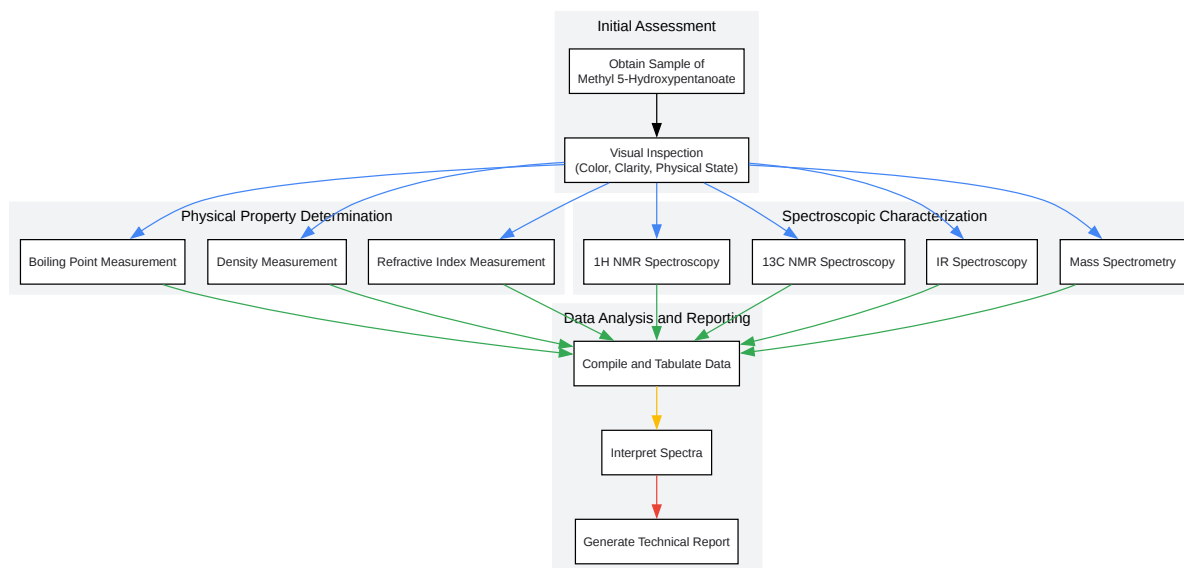 Initial Assessment
Obtain Sample of
Methyl 5-Hydroxypentanoate
Visual Inspection
(Color, Clarity, Physical State)
Physical Property Determination
Spectroscopic Characterization
Boiling Point Measurement
Density Measurement
Refractive Index Measurement
1H NMR Spectroscopy
13C NMR Spectroscopy
IR Spectroscopy
Mass Spectrometry
Data Analysis and Reporting
Compile and Tabulate Data
Interpret Spectra
Generate Technical Report